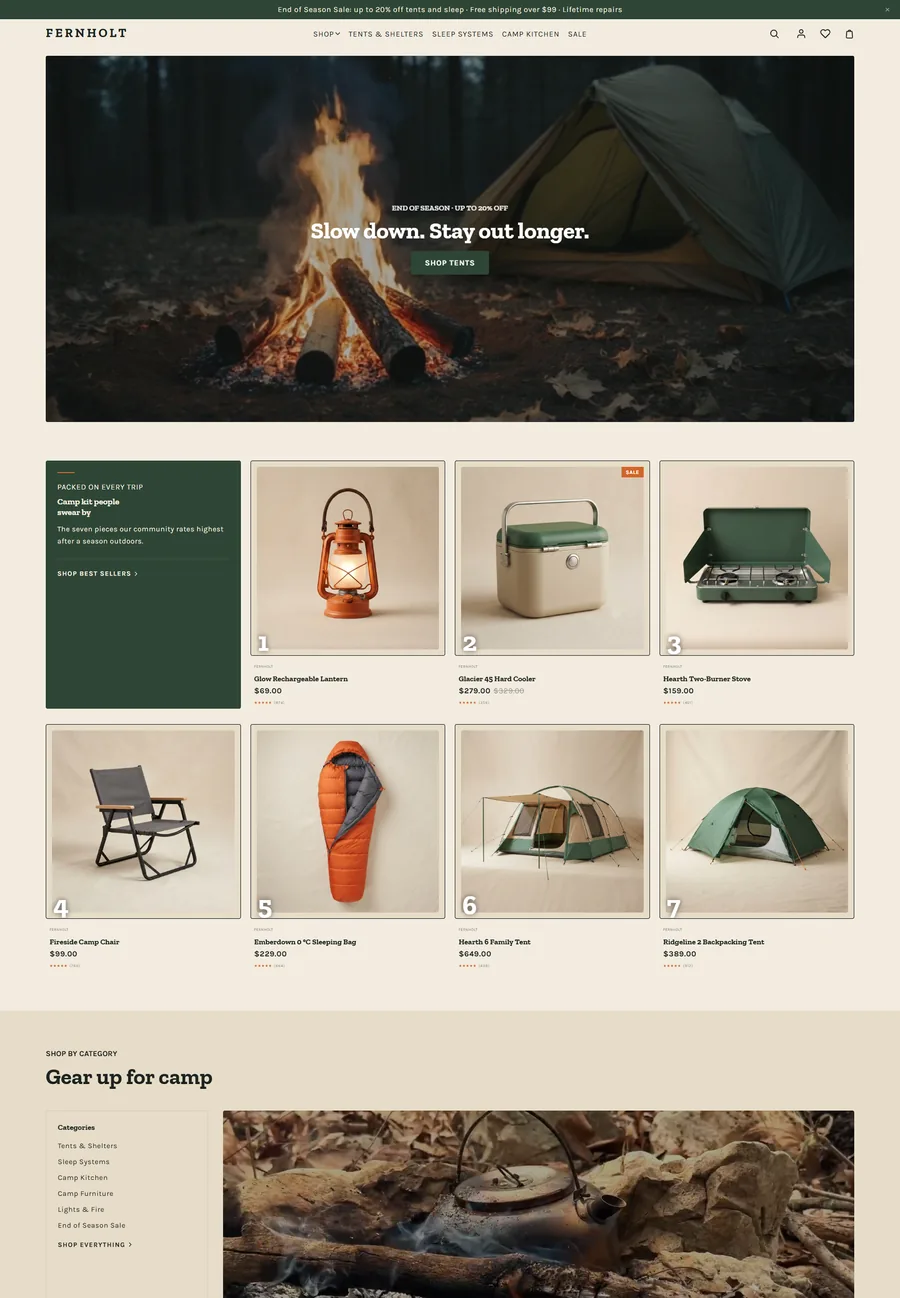 End of Season Sale: up to 20% off tents and sleep · Free shipping over $99 · Lifetime repairs
FERNHOLT
SHOP TENTS & SHELTERS SLEEP SYSTEMS CAMP KITCHEN SALE
END OF SEASON · UP TO 20% OFF
Slow down. Stay out longer.
SHOP TENTS
PACKED ON EVERY TRIP
Camp kit people
swear by
The seven pieces our community rates highest
after a season outdoors.
SHOP BEST SELLERS
1
FERNHOLT
Glow Rechargeable Lantern
$69.00
SALE
2
FERNHOLT
Glacier 45 Hard Cooler
$279.00 $329.00
3
FERNHOLT
Hearth Two-Burner Stove
$159.00
4
FERNHOLT
Fireside Camp Chair
$99.00
5
FERNHOLT
Emberdown 0 °C Sleeping Bag
$229.00
6
FERNHOLT
Hearth 6 Family Tent
$649.00
7
FERNHOLT
Ridgeline 2 Backpacking Tent
$389.00
SHOP BY CATEGORY
Gear up for camp
Categories
Tents & Shelters
Sleep Systems
Camp Kitchen
Camp Furniture
Lights & Fire
End of Season Sale
SHOP EVERYTHING